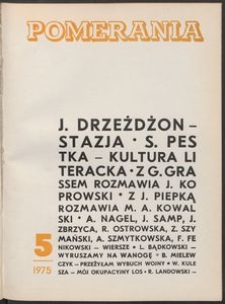 POMERANIA
J. DRZEŻDŻON –
STAZJA · S. PES
TKA – KULTURA LI
TERACKA · Z G. GRA
SSEM ROZMAWIA J. KO
PROWSKI · Z J. PIEPKĄ
ROZMAWIA M. A. KOWAL
SKI · A. NAGEL, J. SAMP, J.
ZBRZYCA, R. OSTROWSKA, Z. SZY
MAŃSKI, A. SZMYTKOWSKA, F. FE
NIKOWSKI – WIERSZE · L. BĄDKOWSKI –
WYRUSZAMY NA WANOGĘ · B. MIELEW
CZYK – PRZEŻYŁAM WYBUCH WOJNY · W. KULE
SZA – MÓJ OKUPACYJNY LOS · R. LANDOWSKI –
5
1975